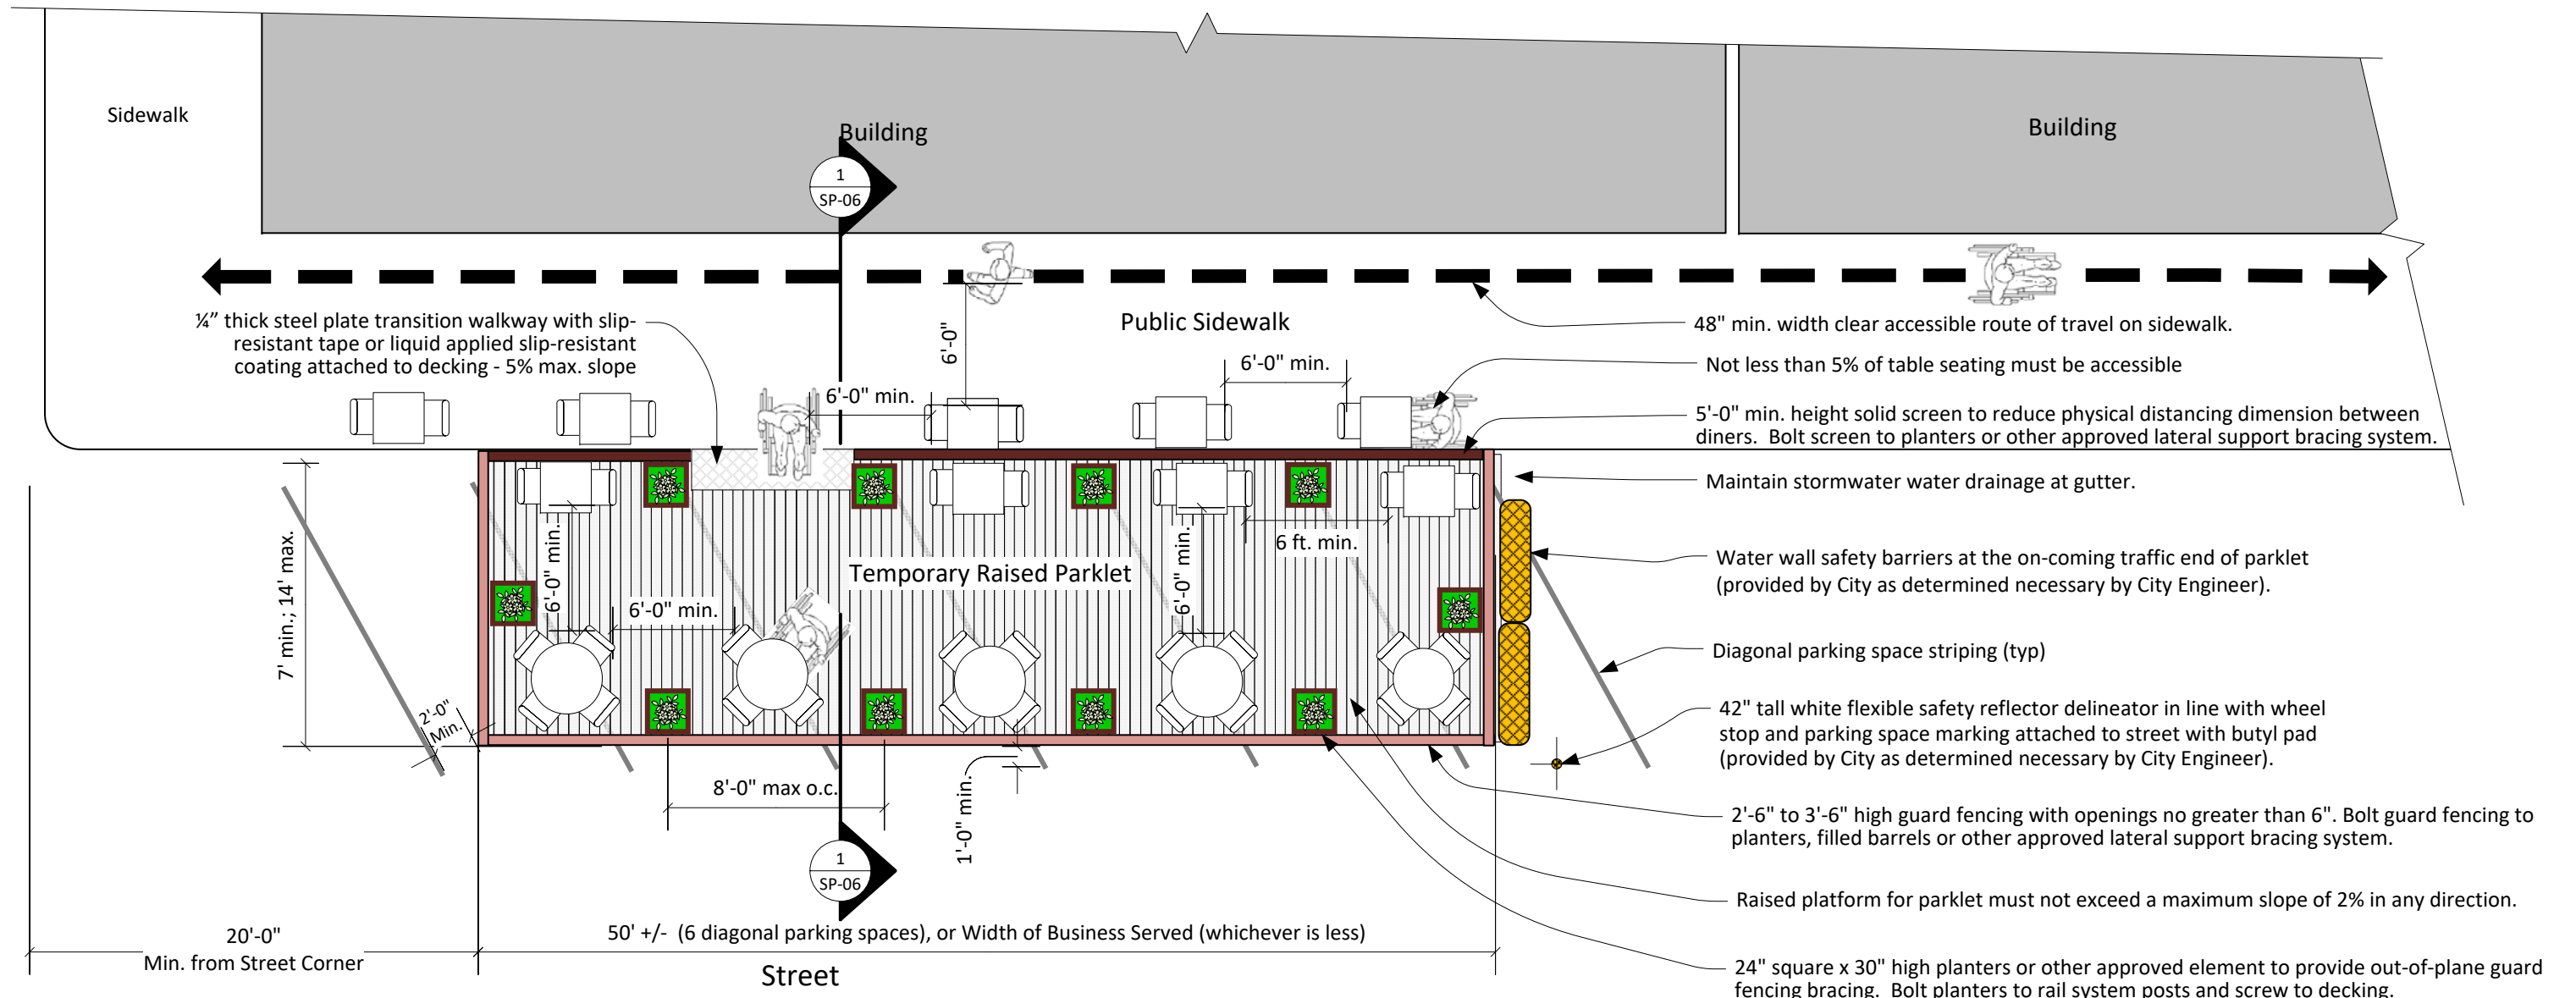 Sidewalk
Building
Building
1
SP-06
¼” thick steel plate transition walkway with slip-
resistant tape or liquid applied slip-resistant
coating attached to decking - 5% max. slope
6'-0"
Public Sidewalk
6'-0" min.
6'-0" min.
48" min. width clear accessible route of travel on sidewalk.
Not less than 5% of table seating must be accessible
5'-0" min. height solid screen to reduce physical distancing dimension between
diners. Bolt screen to planters or other approved lateral support bracing system.
Maintain stormwater water drainage at gutter.
7' min.; 14' max.
6'-0" min.
6'-0" min.
Temporary Raised Parklet
6'-0" min.
6 ft. min.
Water wall safety barriers at the on-coming traffic end of parklet
(provided by City as determined necessary by City Engineer).
Diagonal parking space striping (typ)
2'-0"
Min.
42" tall white flexible safety reflector delineator in line with wheel
stop and parking space marking attached to street with butyl pad
(provided by City as determined necessary by City Engineer).
8'-0" max o.c.
1'-0" min.
2'-6" to 3'-6" high guard fencing with openings no greater than 6". Bolt guard fencing to
planters, filled barrels or other approved lateral support bracing system.
1
SP-06
Raised platform for parklet must not exceed a maximum slope of 2% in any direction.
20'-0"
Min. from Street Corner
50' +/- (6 diagonal parking spaces), or Width of Business Served (whichever is less)
Street
24" square x 30" high planters or other approved element to provide out-of-plane guard
fencing bracing. Bolt planters to rail system posts and screw to decking.